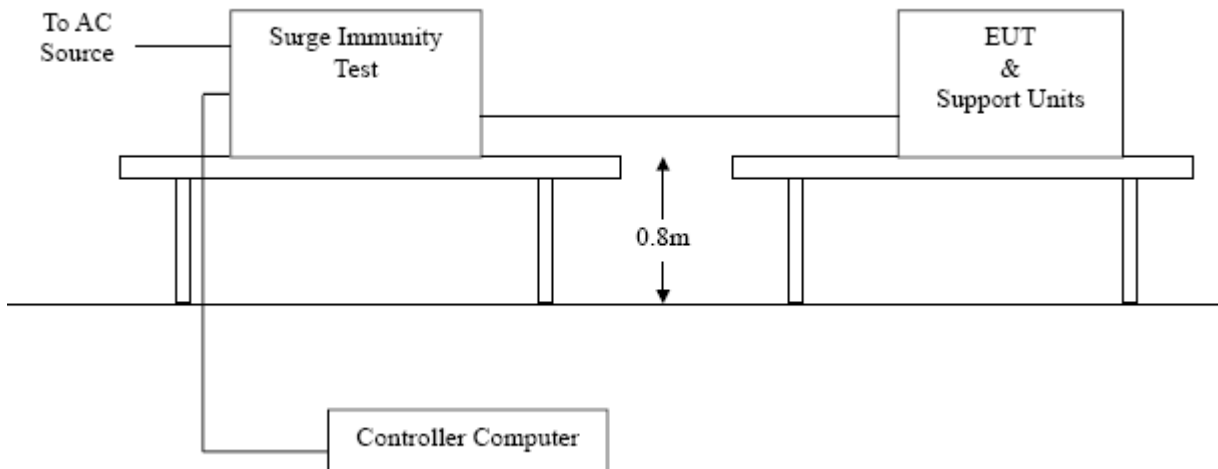 To AC
Source
Surge Immunity
Test
EUT
&
Support Units
0.8m
Controller Computer